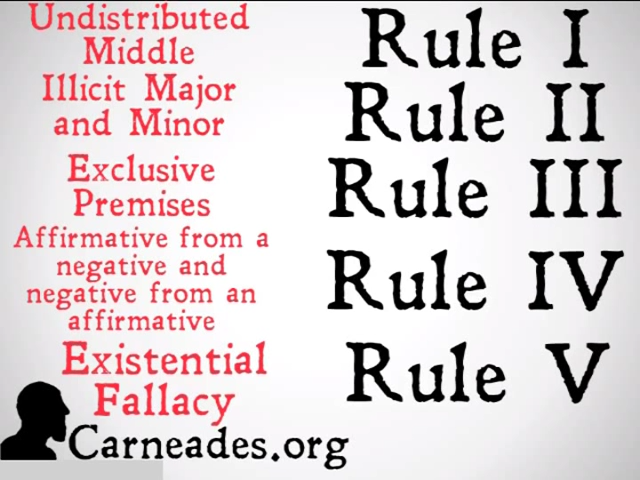 Undistributed
Middle
Rule I
Illicit Major
and Minor
Rule II
Exclusive
Premises
Rule III
Affirmative from a
negative and
negative from an
affirmative
Rule IV
Existential
Fallacy
Rule V
Carneades.org